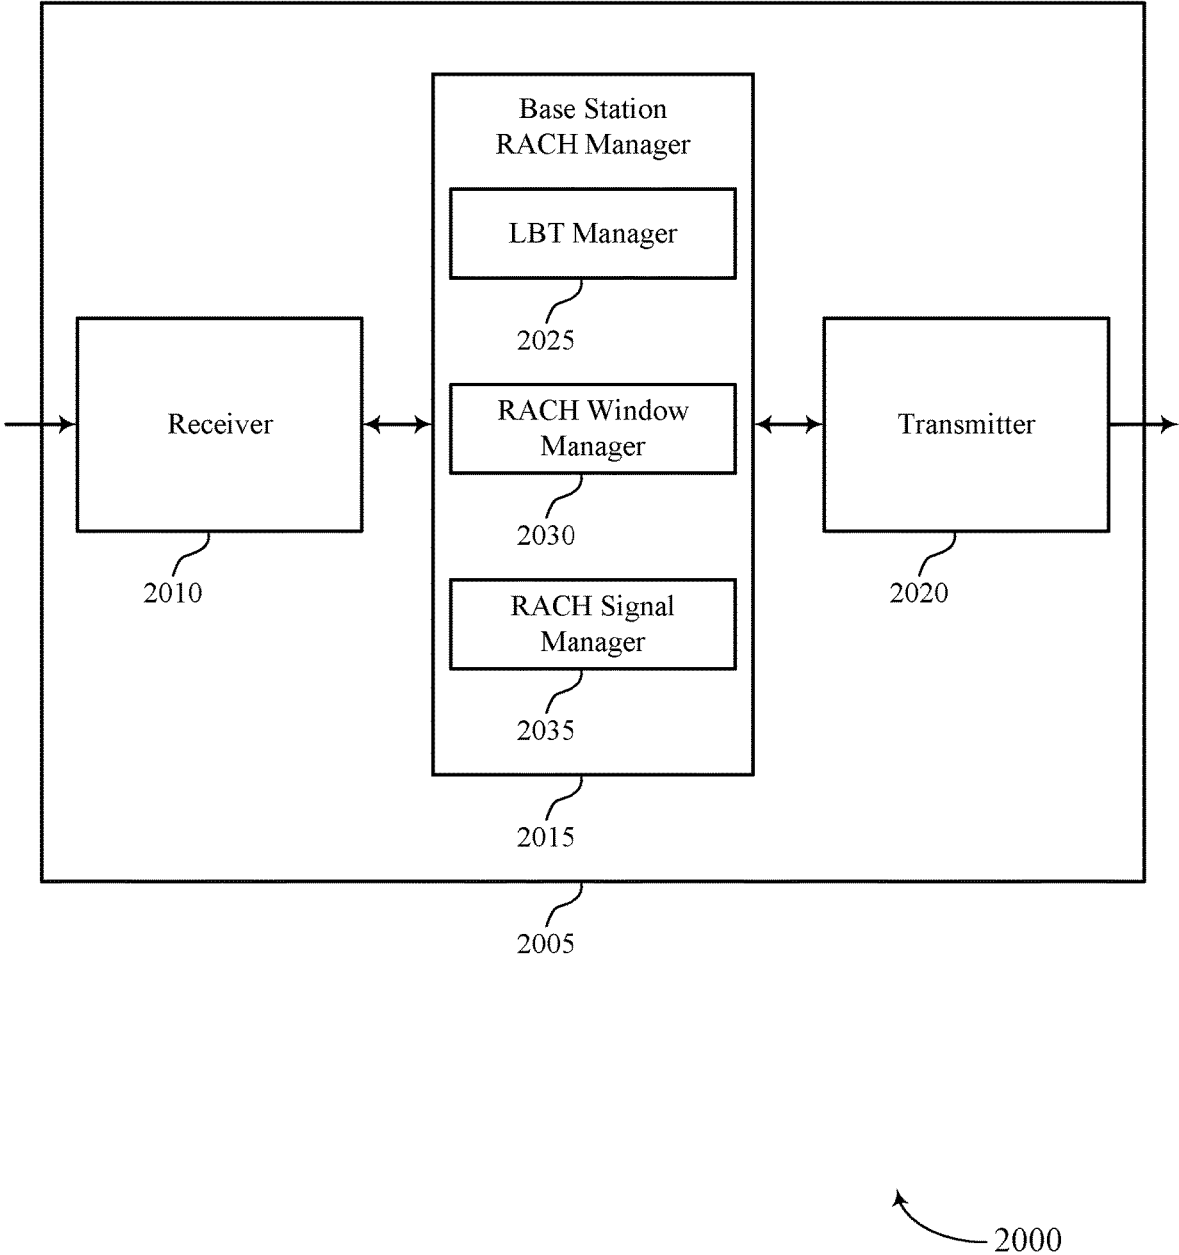 Base Station
RACH Manager
LBT Manager
2025
Receiver
RACH Window
Manager
Transmitter
2030
2010
2020
RACH Signal
Manager
2035
2015
2005
2000